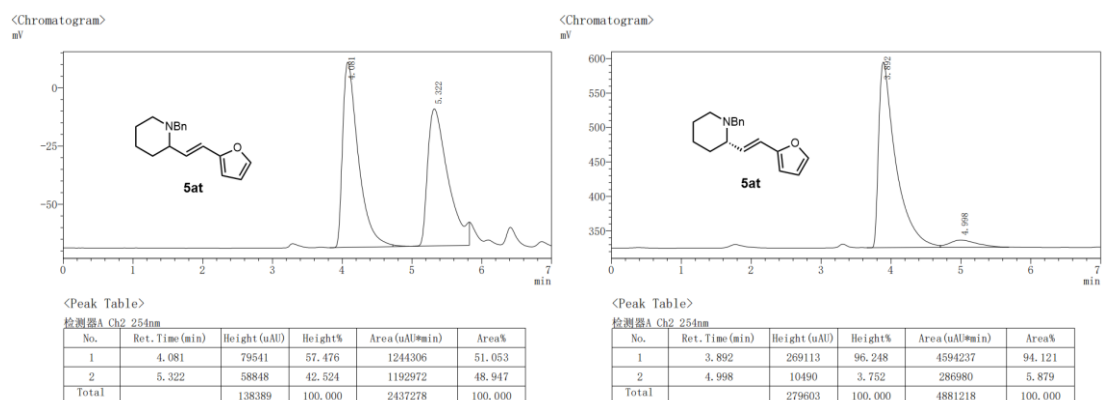 <Chromatogram>
mV
0
-25
-50
4.081
5.322
NBn
O
5at
0 1 2 3 4 5 6 7
min
<Peak Table>
检测器A Ch2 254nm
No. Ret. Time(min) Height(uAU) Height% Area(uAU*min) Area%
1 4.081 79541 57.476 1244306 51.053
2 5.322 58848 42.524 1192972 48.947
Total 138389 100.000 2437278 100.000
<Chromatogram>
mV
600
550
500
450
400
350
3.892
4.998
NBn
O
5at
0 1 2 3 4 5 6 7
min
<Peak Table>
检测器A Ch2 254nm
No. Ret. Time(min) Height(uAU) Height% Area(uAU*min) Area%
1 3.892 269113 96.248 4594237 94.121
2 4.998 10490 3.752 286980 5.879
Total 279603 100.000 4881218 100.000